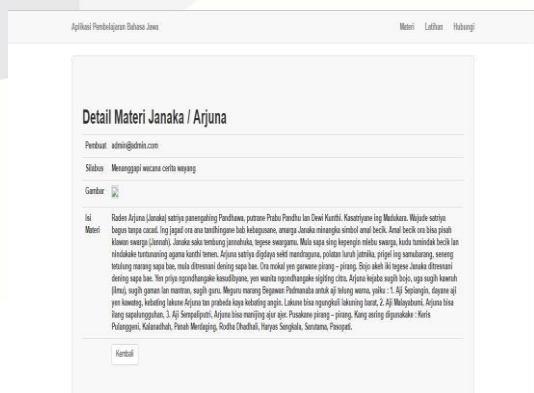 Aplikasi Pembelajaran Bahasa Jawa
Materi Latihan Hubungi
Detail Materi Janaka / Arjuna
Pembuat admin@admin.com
Silabus Menanggapi wacana cerita wayang
Gambar
Isi Materi
Raden Arjuna (Janaka) satriya panengahing Pandhawa, putrane Prabu Pandhu lan Dewi Kunthi. Kasatriyane ing Madukara. Wujude satriya
bagus tanpa cacad. Ing jagad ora ana tandhingane bab kebagusane, amarga Janaka minangka simbol amal becik. Amal becik ora bisa pisah
klawan swarga (Jannah). Janaka saka tembung jannahuka, tegese swargamu. Mula sapa sing kepengin mlebu swarga, kudu tumindak becik lan
nindakake tuntunaning agama kanthi temen. Arjuna satriya digdaya sekti mandraguna, polatan luruh jatmika, prigel ing samubarang, seneng
tetulung marang sapa bae, mula ditresnani dening sapa bae. Ora mokal yen garwane pirang – pirang. Bojo akeh iki tegese Janaka ditresnani
dening sapa bae. Yen priya ngondhangake kasudibyane, yen wanita ngondhangake sigiting citra. Arjuna kejaba sugih bojo, uga sugih kawruh
(ilmu), sugih gaman lan mantran, sugih guru. Meguru marang Begawan Padmanaba antuk aji telung warna, yaiku : 1. Aji Sepiangin, dayane aji
yen kawateg, kebating lakune Arjuna tan prabeda kaya kebating angin. Lakune bisa ngungkuli lakuning barat, 2. Aji Malayabumi, Arjuna bisa
ilang sapalungguhan, 3. Aji Sempaliputri, Arjuna bisa manijing ajur ajer. Pusakane pirang – pirang. Kang asring digunakake : Keris
Pulanggeni, Kalanadhah, Panah Merdaging, Rodha Dhadhali, Haryas Sangkala, Sarutama, Pasopati.
Kembali